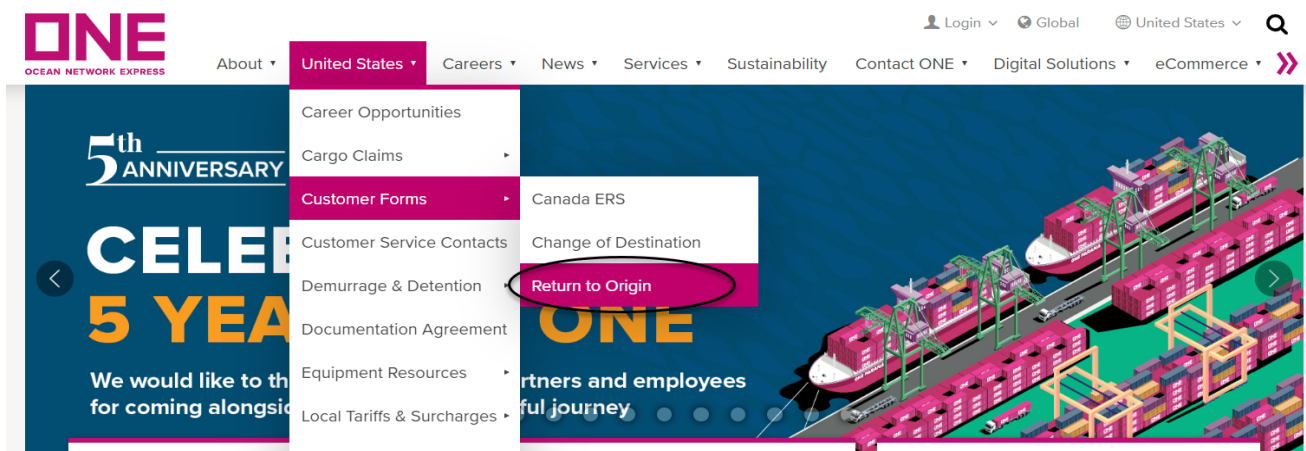 Login Global United States
ONE
OCEAN NETWORK EXPRESS
About United States Careers News Services Sustainability Contact ONE Digital Solutions eCommerce
Career Opportunities
Cargo Claims
Customer Forms
Customer Service Contacts
Demurrage & Detention
Documentation Agreement
Equipment Resources
Local Tariffs & Surcharges
Canada ERS
Change of Destination
Return to Origin
5th
ANNIVERSARY
CELE
5 YEA ONE
We would like to th rtners and employees
for coming alongsi ful journey